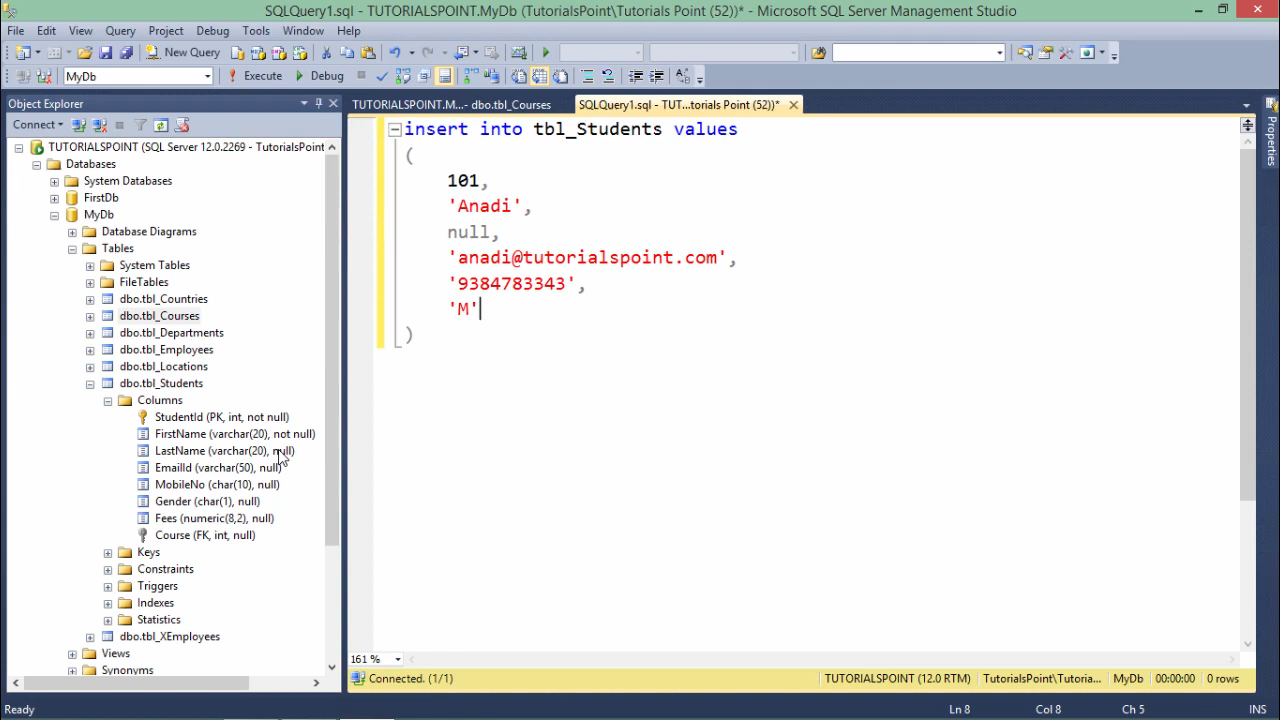 SQLQuery1.sql - TUTORIALSPOINT.MyDb (TutorialsPoint\Tutorials Point (52))* - Microsoft SQL Server Management Studio
File Edit View Query Project Debug Tools Window Help
New Query
MyDb Execute Debug
Object Explorer
TUTORIALSPOINT.M...- dbo.tbl_Courses
SQLQuery1.sql - TUT...torials Point (52))*
Connect
Properties
TUTORIALSPOINT (SQL Server 12.0.2269 - TutorialsPoint
Databases
System Databases
FirstDb
MyDb
Database Diagrams
Tables
System Tables
FileTables
dbo.tbl_Countries
dbo.tbl_Courses
dbo.tbl_Departments
dbo.tbl_Employees
dbo.tbl_Locations
dbo.tbl_Students
Columns
StudentId (PK, int, not null)
FirstName (varchar(20), not null)
LastName (varchar(20), null)
EmailId (varchar(50), null)
MobileNo (char(10), null)
Gender (char(1), null)
Fees (numeric(8,2), null)
Course (FK, int, null)
Keys
Constraints
Triggers
Indexes
Statistics
dbo.tbl_XEmployees
Views
Synonyms
insert into tbl_Students values
(
101,
'Anadi',
null,
'anadi@tutorialspoint.com',
'9384783343',
'M'
)
161 %
Connected. (1/1)
TUTORIALSPOINT (12.0 RTM) TutorialsPoint\Tutoria... MyDb 00:00:00 0 rows
Ready Ln 8 Col 8 Ch 5 INS